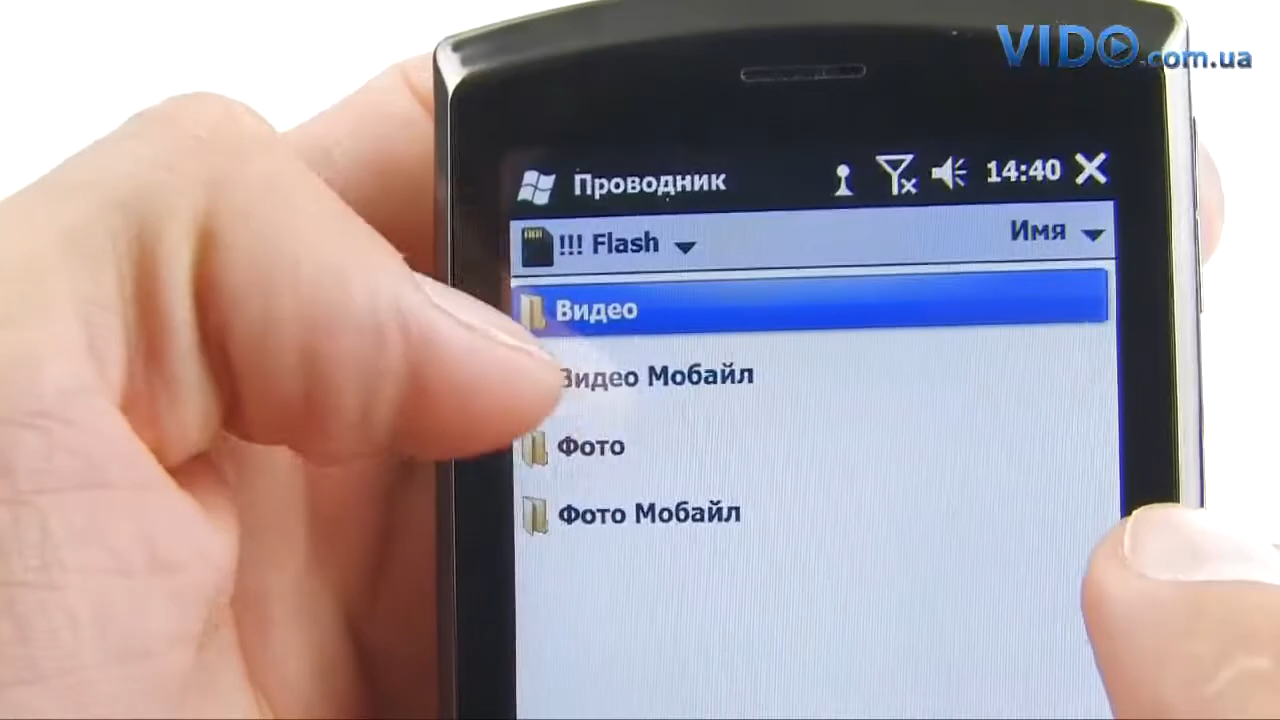 VIDO.com.ua
Проводник 14:40
!!! Flash Имя
Видео
Видео Мобайл
Фото
Фото Мобайл